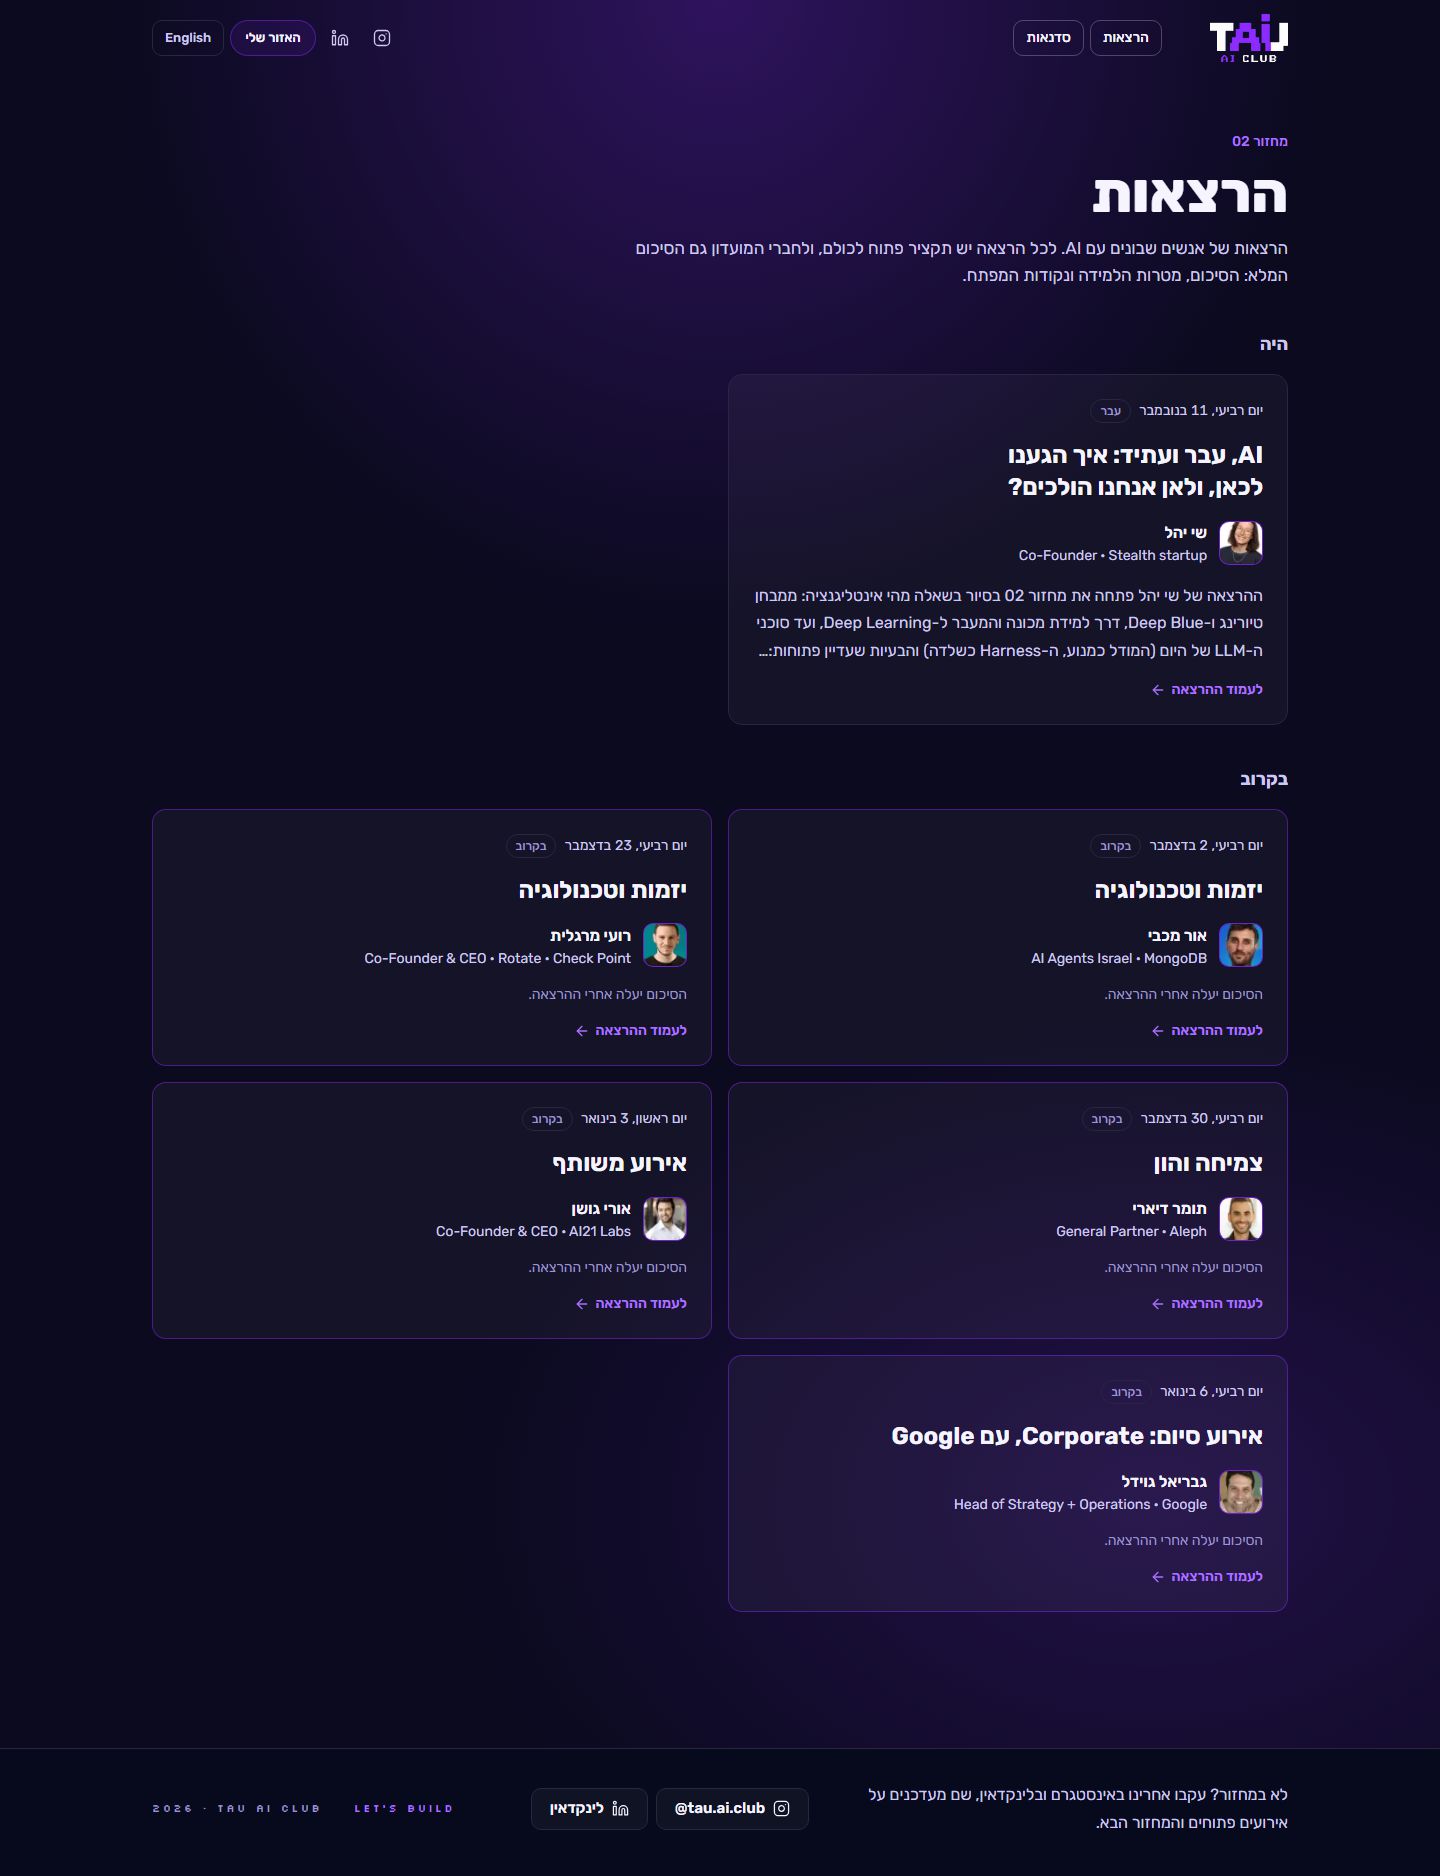 TAU
AI CLUB
הרצאות
סדנאות
האזור שלי
English
מחזור 02
הרצאות
הרצאות של אנשים שבונים עם AI. לכל הרצאה יש תקציר פתוח לכולם, ולחברי המועדון גם הסיכום
המלא: הסיכום, מטרות הלמידה ונקודות המפתח.
היה
יום רביעי, 11 בנובמבר
עבר
AI, עבר ועתיד: איך הגענו
לכאן, ולאן אנחנו הולכים?
שי יהל
Co-Founder • Stealth startup
ההרצאה של שי יהל פתחה את מחזור 02 בסיור בשאלה מהי אינטליגנציה: ממבחן
טיורינג ו-Deep Blue, דרך למידת מכונה והמעבר ל-Deep Learning, ועד סוכני
ה-LLM של היום (המודל כמנוע, ה-Harness כשלדה) והבעיות שעדיין פתוחות:...
לעמוד ההרצאה ←
בקרוב
יום רביעי, 2 בדצמבר
בקרוב
יזמות וטכנולוגיה
אור מכבי
AI Agents Israel • MongoDB
הסיכום יעלה אחרי ההרצאה.
לעמוד ההרצאה ←
יום רביעי, 23 בדצמבר
בקרוב
יזמות וטכנולוגיה
רועי מרגלית
Co-Founder & CEO • Rotate • Check Point
הסיכום יעלה אחרי ההרצאה.
לעמוד ההרצאה ←
יום רביעי, 30 בדצמבר
בקרוב
צמיחה והון
תומר דיארי
General Partner • Aleph
הסיכום יעלה אחרי ההרצאה.
לעמוד ההרצאה ←
יום ראשון, 3 בינואר
בקרוב
אירוע משותף
אורי גושן
Co-Founder & CEO • AI21 Labs
הסיכום יעלה אחרי ההרצאה.
לעמוד ההרצאה ←
יום רביעי, 6 בינואר
בקרוב
אירוע סיום: Corporate, עם Google
גבריאל גוידל
Head of Strategy + Operations • Google
הסיכום יעלה אחרי ההרצאה.
לעמוד ההרצאה ←
לא במחזור? עקבו אחרינו באינסטגרם ובלינקדאין, שם מעדכנים על
אירועים פתוחים והמחזור הבא.
@tau.ai.club
לינקדאין
LET'S BUILD
2026 · TAU AI CLUB